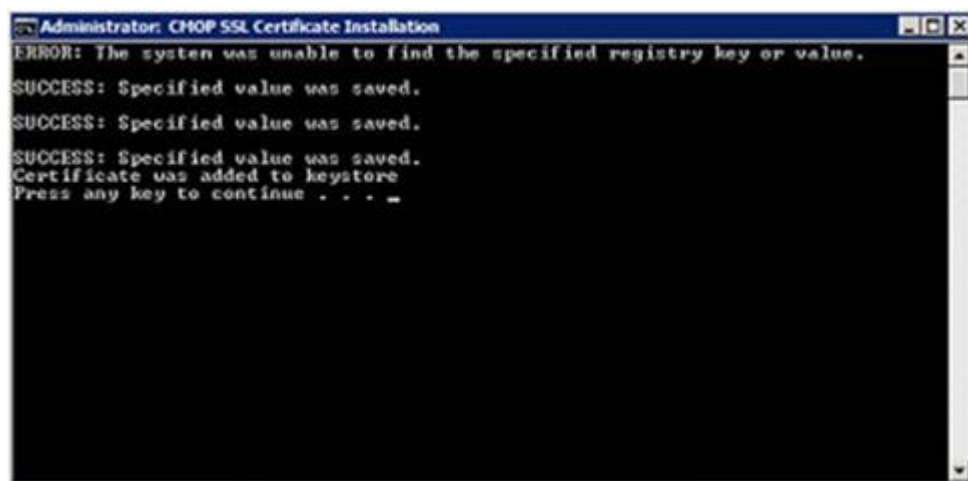 Administrator: CMOP SSL Certificate Installation
ERROR: The system was unable to find the specified registry key or value.
SUCCESS: Specified value was saved.
SUCCESS: Specified value was saved.
SUCCESS: Specified value was saved.
Certificate was added to keystore
Press any key to continue . . . _